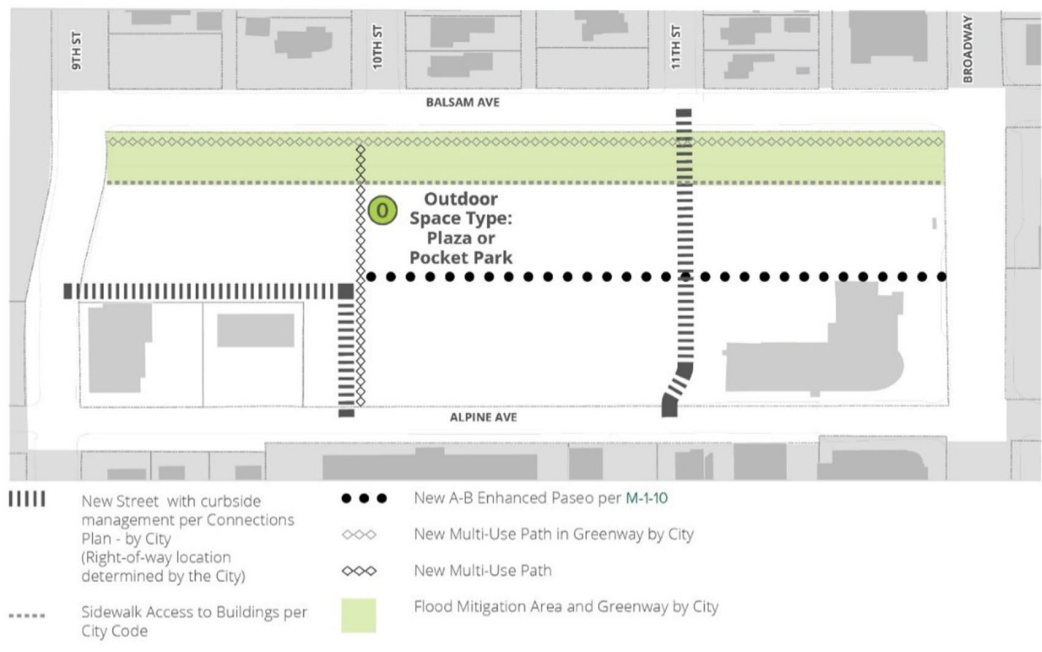 9TH ST
10TH ST
11TH ST
BROADWAY
BALSAM AVE
O
Outdoor
Space Type:
Plaza or
Pocket Park
ALPINE AVE
New Street with curbside
management per Connections
Plan - by City
(Right-of-way location
determined by the City)
Sidewalk Access to Buildings per
City Code
New A-B Enhanced Paseo per M-1-10
New Multi-Use Path in Greenway by City
New Multi-Use Path
Flood Mitigation Area and Greenway by City